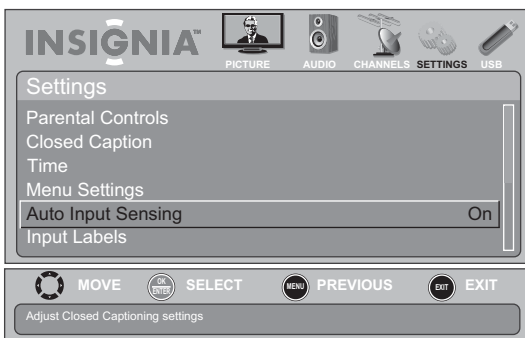 INSIGNIA™
PICTURE AUDIO CHANNELS SETTINGS USB
Settings
Parental Controls
Closed Caption
Time
Menu Settings
Auto Input Sensing On
Input Labels
MOVE OK ENTER SELECT MENU PREVIOUS EXIT EXIT
Adjust Closed Captioning settings